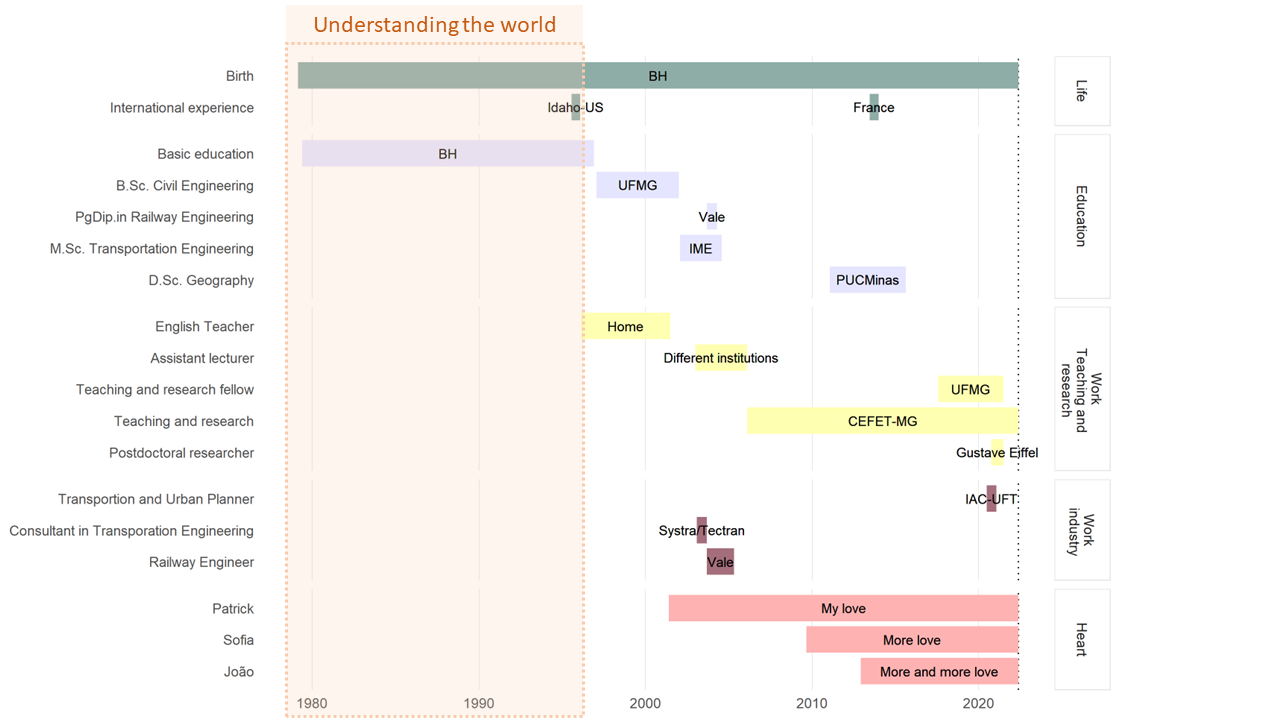 Understanding the world
Birth BH
International experience Idaho-US France
Life
Basic education BH
B.Sc. Civil Engineering UFMG
PgDip.in Railway Engineering Vale
M.Sc. Transportation Engineering IME
D.Sc. Geography PUCMinas
Education
English Teacher Home
Assistant lecturer Different institutions
Teaching and research fellow UFMG
Teaching and research CEFET-MG
Postdoctoral researcher Gustave Eiffel
Work
Teaching and
research
Transportion and Urban Planner IAC-UFT
Consultant in Transporation Engineering Systra/Tectran
Railway Engineer Vale
Work
industry
Patrick My love
Sofia More love
João More and more love
Heart
1980 1990 2000 2010 2020